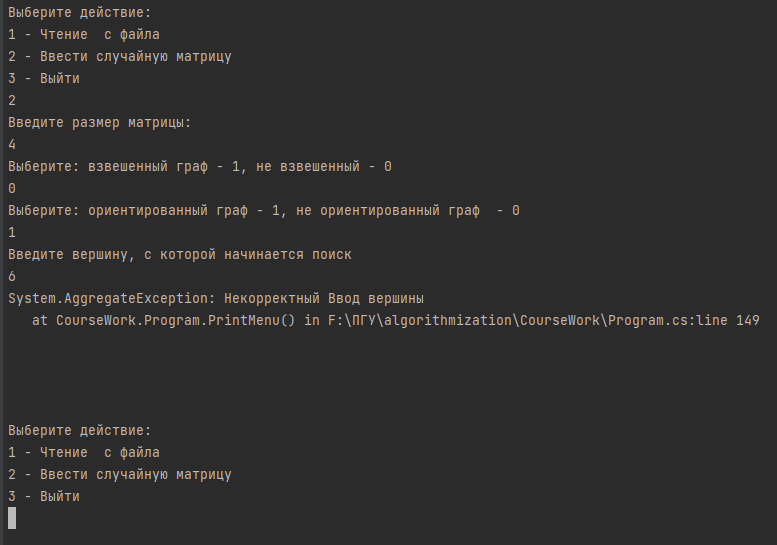 Выберите действие:
1 - Чтение  с файла
2 - Ввести случайную матрицу
3 - Выйти
2
Введите размер матрицы:
4
Выберите: взвешенный граф - 1, не взвешенный - 0
0
Выберите: ориентированный граф - 1, не ориентированный граф  - 0
1
Введите вершину, с которой начинается поиск
6
System.AggregateException: Некорректный Ввод вершины
   at CourseWork.Program.PrintMenu() in F:\ПГУ\algorithmization\CourseWork\Program.cs:line 149
Выберите действие:
1 - Чтение  с файла
2 - Ввести случайную матрицу
3 - Выйти